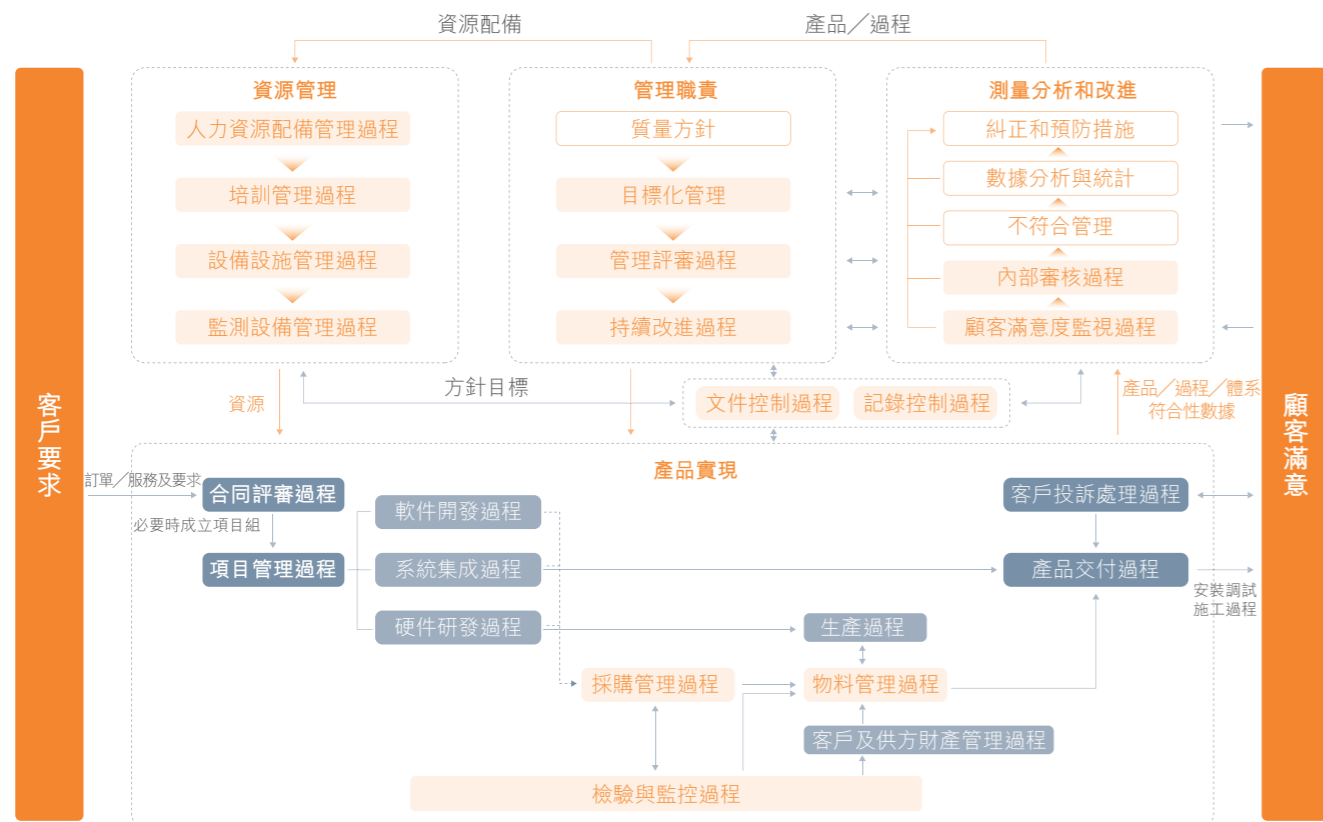 資源配備
產品／過程
客戶要求
資源管理
人力資源配備管理過程
培訓管理過程
設備設施管理過程
監測設備管理過程
管理職責
質量方針
目標化管理
管理評審過程
持續改進過程
測量分析和改進
糾正和預防措施
數據分析與統計
不符合管理
內部審核過程
顧客滿意度監視過程
顧客滿意
資源
方針目標
文件控制過程
記錄控制過程
產品／過程／體系
符合性數據
產品實現
訂單／服務及要求
合同評審過程
必要時成立項目組
項目管理過程
軟件開發過程
系統集成過程
硬件研發過程
客戶投訴處理過程
產品交付過程
安裝調試
施工過程
生產過程
採購管理過程
物料管理過程
客戶及供方財產管理過程
檢驗與監控過程